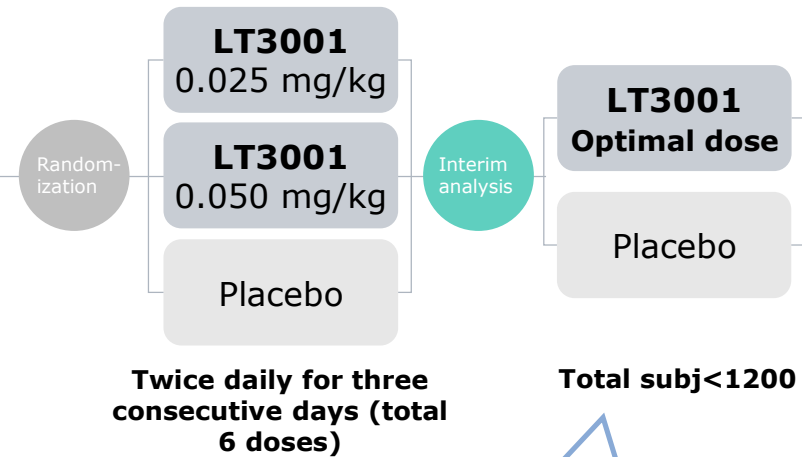 Random-
ization
LT3001
0.025 mg/kg
LT3001
0.050 mg/kg
Placebo
Twice daily for three
consecutive days (total
6 doses)
Interim
analysis
LT3001
Optimal dose
Placebo
Total subj<1200